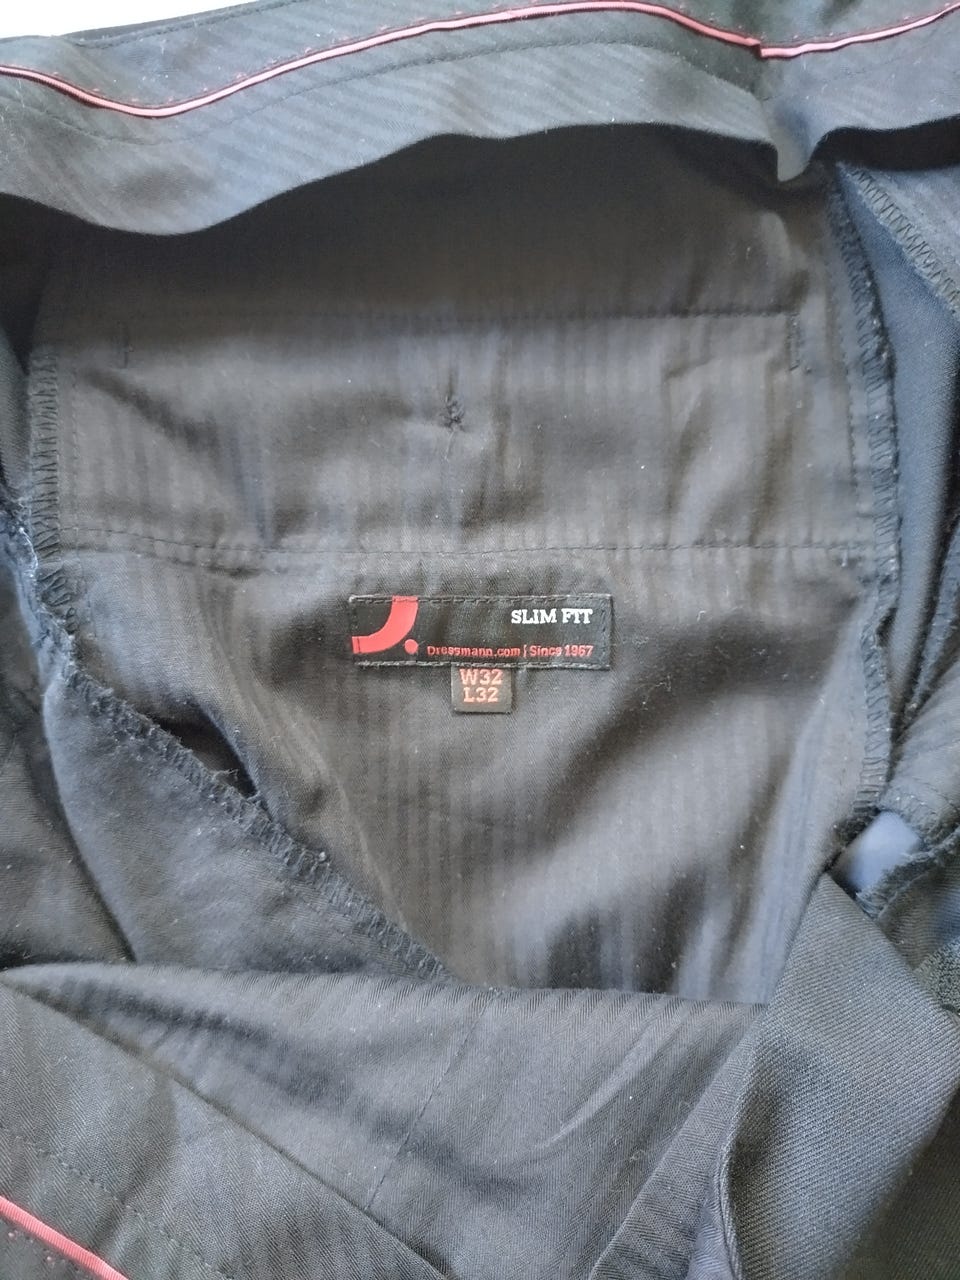 SLIM FIT
Dressmann.com | Since 1967
W32
L32